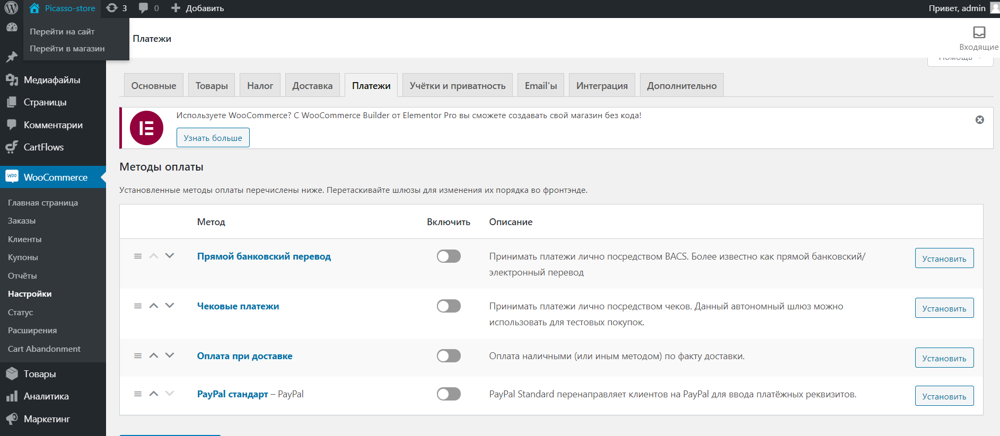 Picasso-store
3
0
Добавить
Привет, admin
Перейти на сайт
Перейти в магазин
Платежи
Входящие
Помощь
Медиафайлы
Страницы
Комментарии
CartFlows
WooCommerce
Главная страница
Заказы
Клиенты
Купоны
Отчёты
Настройки
Статус
Расширения
Cart Abandonment
Товары
Аналитика
Маркетинг
Основные
Товары
Налог
Доставка
Платежи
Учётки и приватность
Email'ы
Интеграция
Дополнительно
Используете WooCommerce? С WooCommerce Builder от Elementor Pro вы сможете создавать свой магазин без кода!
Узнать больше
Методы оплаты
Установленные методы оплаты перечислены ниже. Перетаскивайте шлюзы для изменения их порядка во фронтэнде.
Метод
Включить
Описание
Прямой банковский перевод
Принимать платежи лично посредством BACS. Более известно как прямой банковский/
электронный перевод
Установить
Чековые платежи
Принимать платежи лично посредством чеков. Данный автономный шлюз можно
использовать для тестовых покупок.
Установить
Оплата при доставке
Оплата наличными (или иным методом) по факту доставки.
Установить
PayPal стандарт – PayPal
PayPal Standard перенаправляет клиентов на PayPal для ввода платёжных реквизитов.
Установить